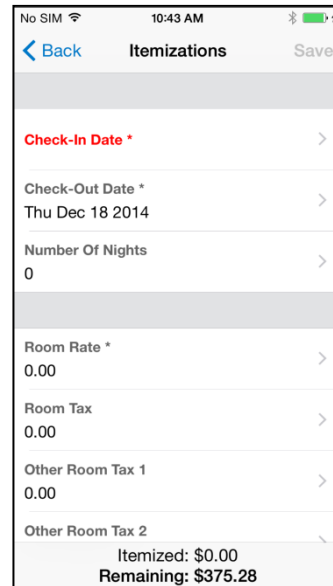 No SIM 10:43 AM
Back Itemizations Save
Check-In Date *
Check-Out Date *
Thu Dec 18 2014
Number Of Nights
0
Room Rate *
0.00
Room Tax
0.00
Other Room Tax 1
0.00
Other Room Tax 2
Itemized: $0.00
Remaining: $375.28